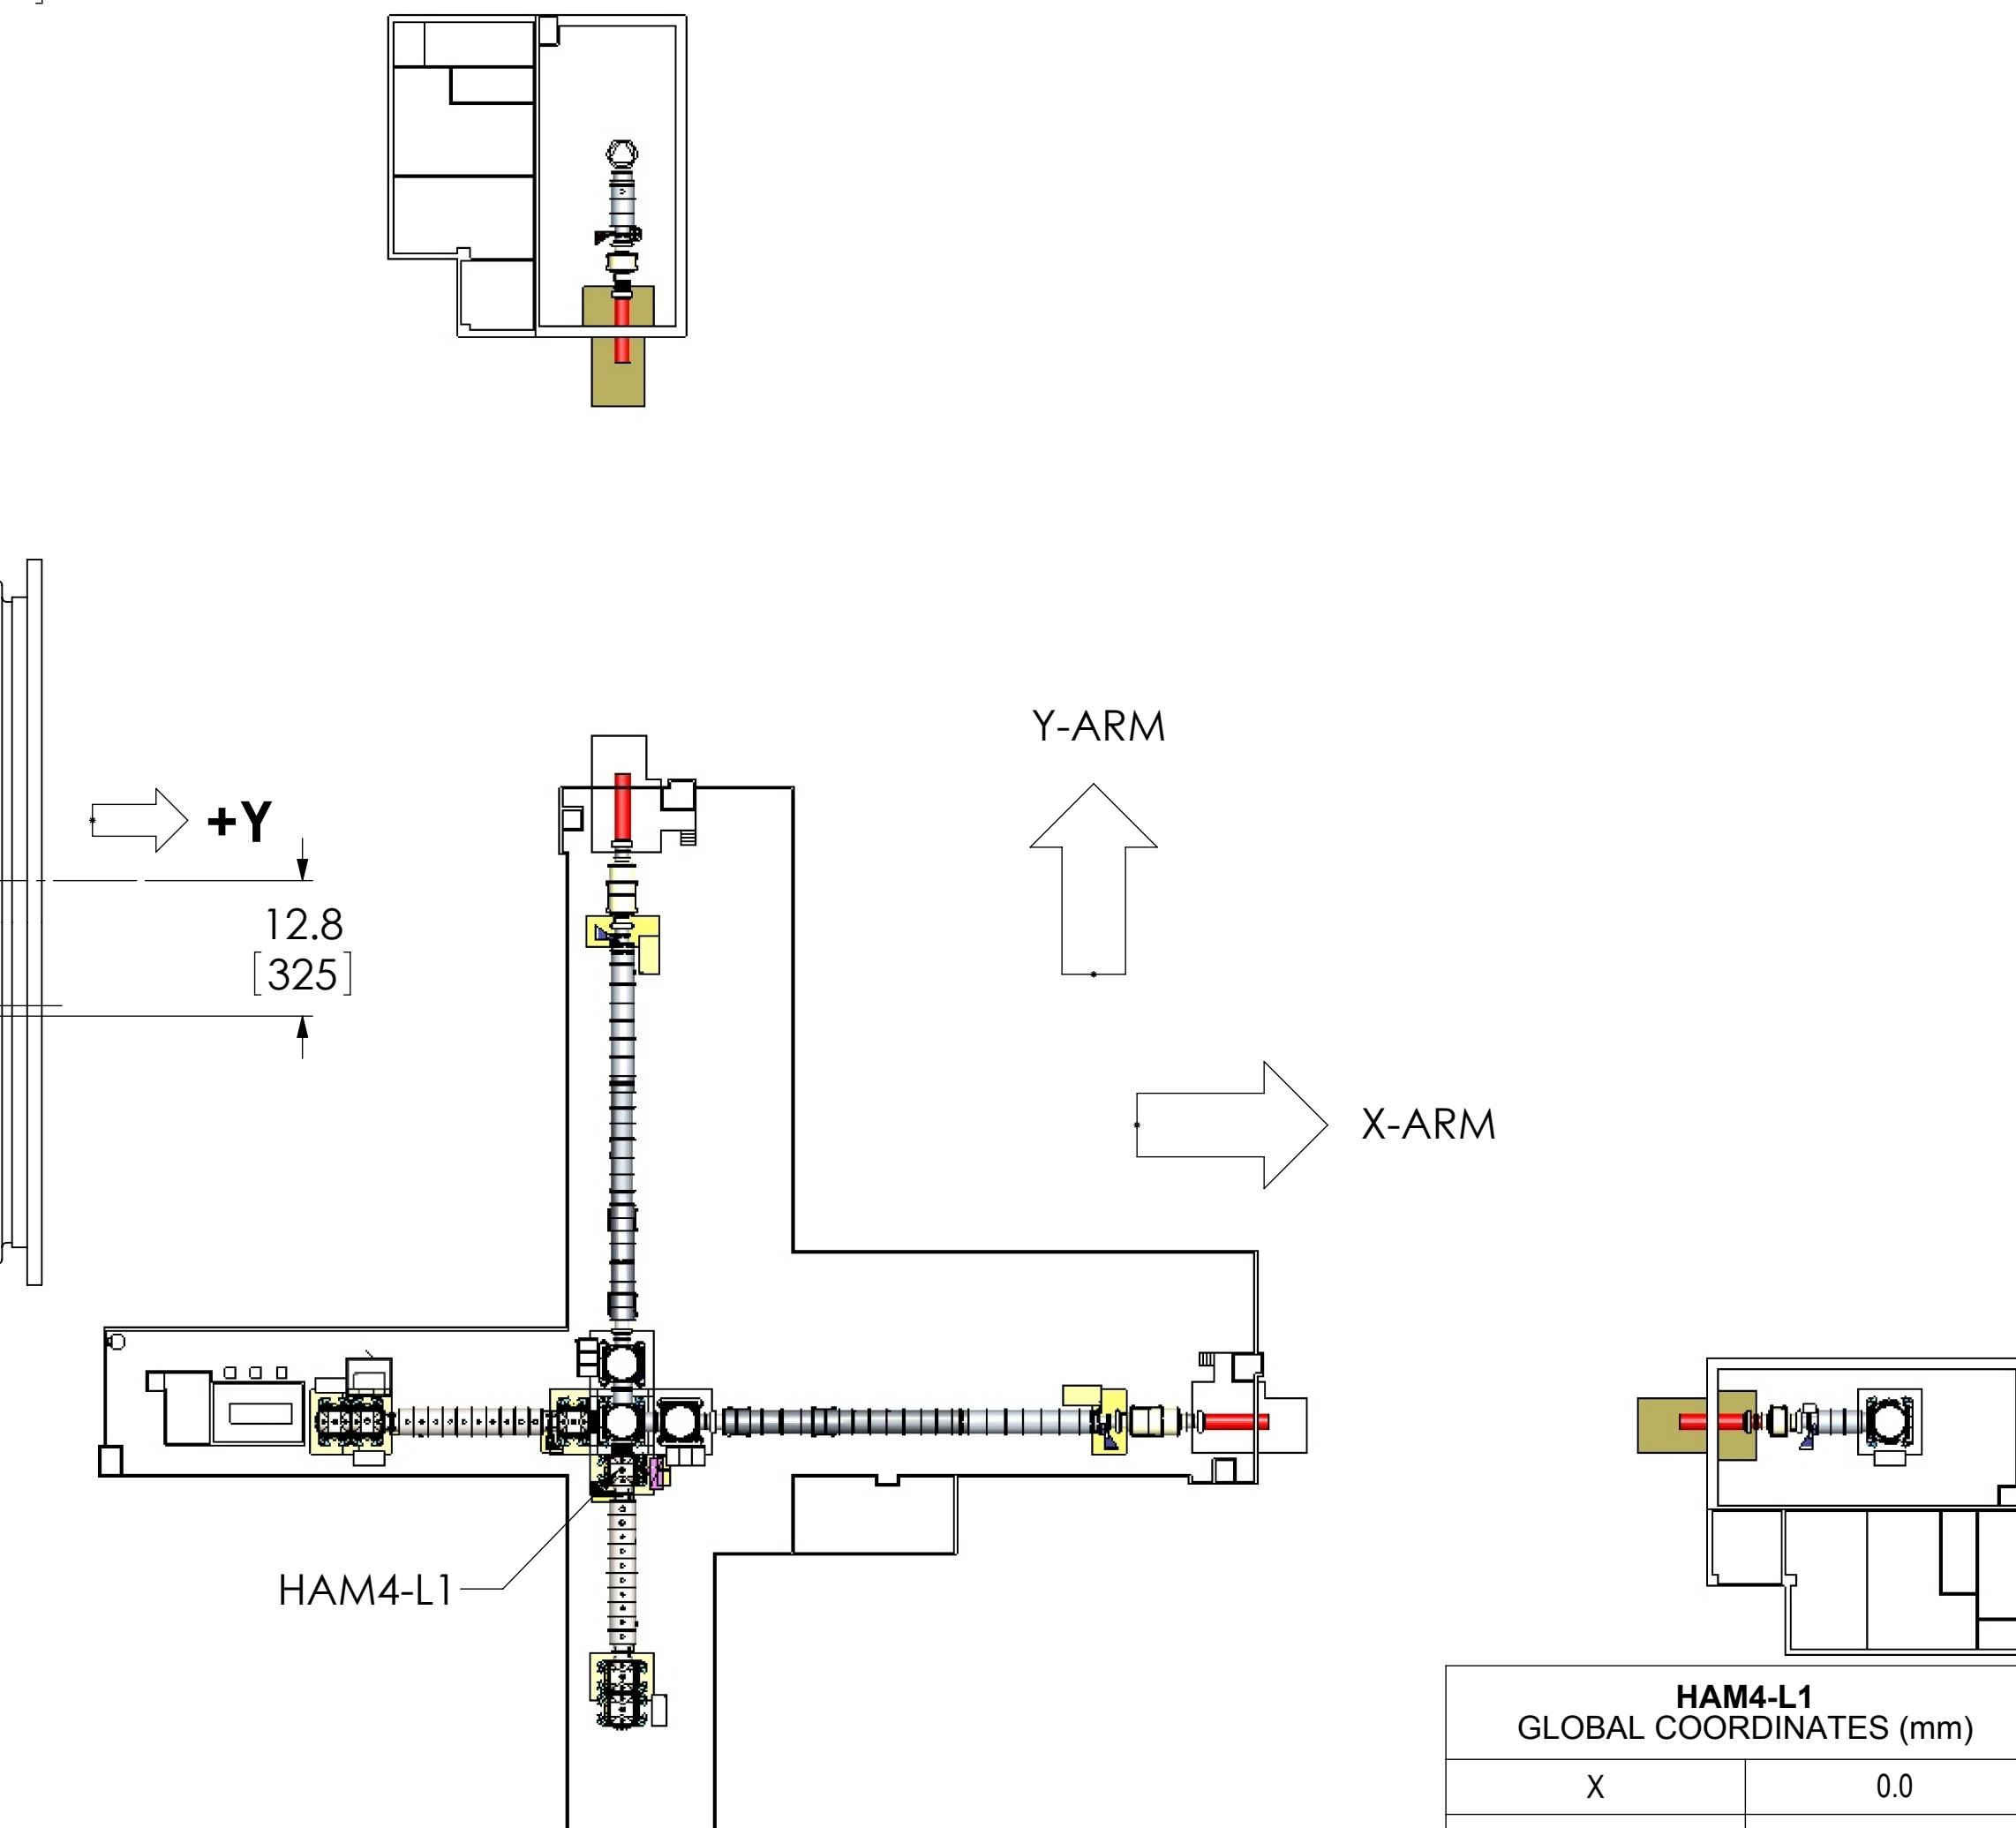 Y-ARM
+Y
12.8
[325]
X-ARM
HAM4-L1
HAM4-L1
GLOBAL COORDINATES (mm)
X 0.0